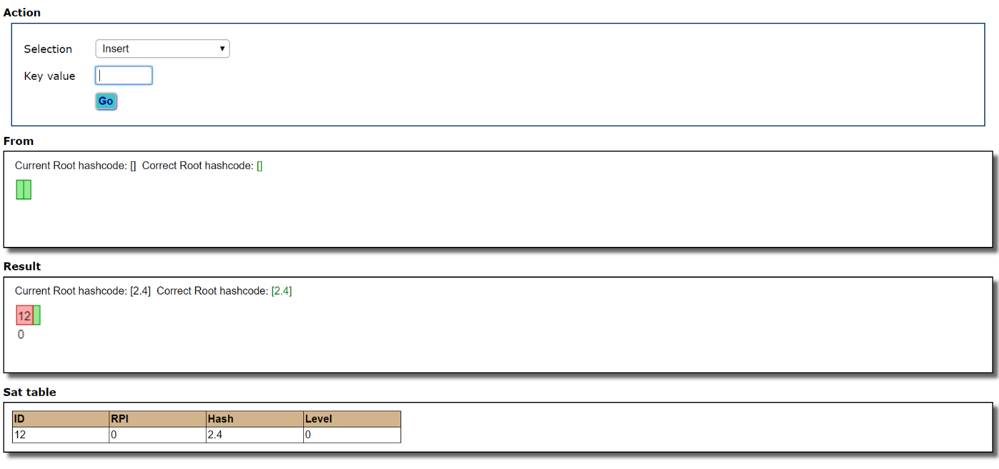 Action
Selection Insert
Key value
Go
From
Current Root hashcode: [] Correct Root hashcode: []
Result
Current Root hashcode: [2.4] Correct Root hashcode: [2.4]
12
0
Sat table
ID RPI Hash Level
12 0 2.4 0